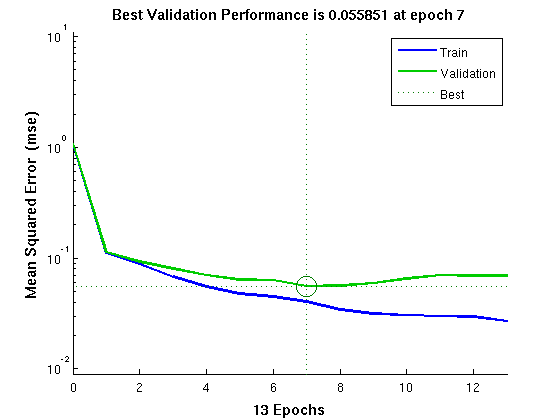 Best Validation Performance is 0.055851 at epoch 7
10^1
10^0
10^-1
10^-2
Mean Squared Error (mse)
Train
Validation
Best
0 2 4 6 8 10 12
13 Epochs